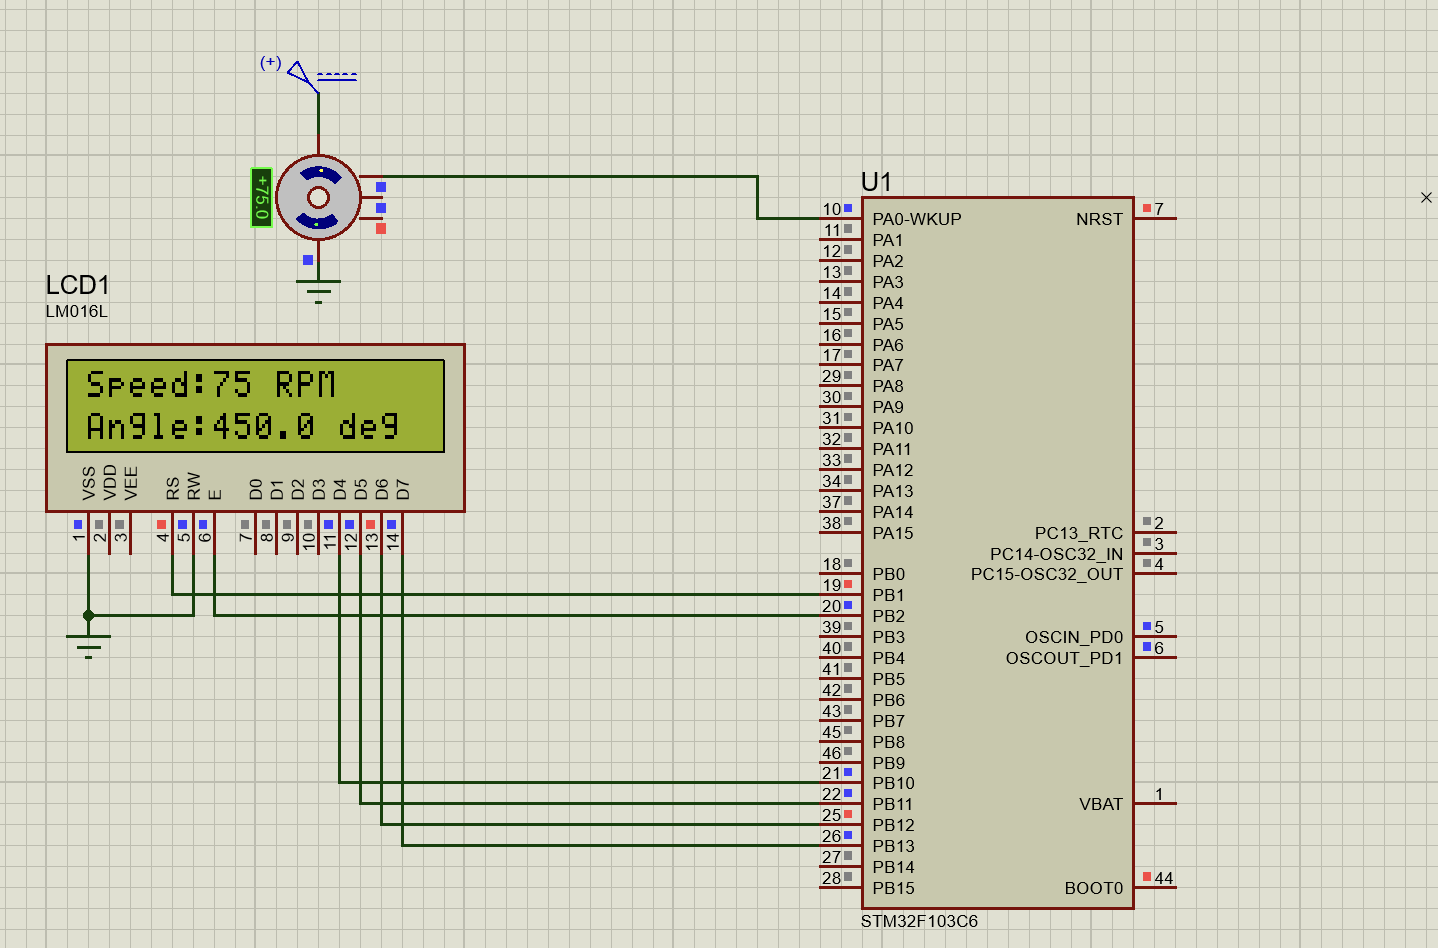 (+)
+75.0
LCD1
LM016L
Speed:75 RPM
Angle:450.0 deg
VSS
VDD
VEE
RS
RW
E
D0
D1
D2
D3
D4
D5
D6
D7
1
2
3
4
5
6
7
8
9
10
11
12
13
14
U1
10 PA0-WKUP
11 PA1
12 PA2
13 PA3
14 PA4
15 PA5
16 PA6
17 PA7
29 PA8
30 PA9
31 PA10
32 PA11
33 PA12
34 PA13
37 PA14
38 PA15
18 PB0
19 PB1
20 PB2
39 PB3
40 PB4
41 PB5
42 PB6
43 PB7
45 PB8
46 PB9
21 PB10
22 PB11
25 PB12
26 PB13
27 PB14
28 PB15
NRST 7
PC13_RTC 2
PC14-OSC32_IN 3
PC15-OSC32_OUT 4
OSCIN_PD0 5
OSCOUT_PD1 6
VBAT 1
BOOT0 44
STM32F103C6